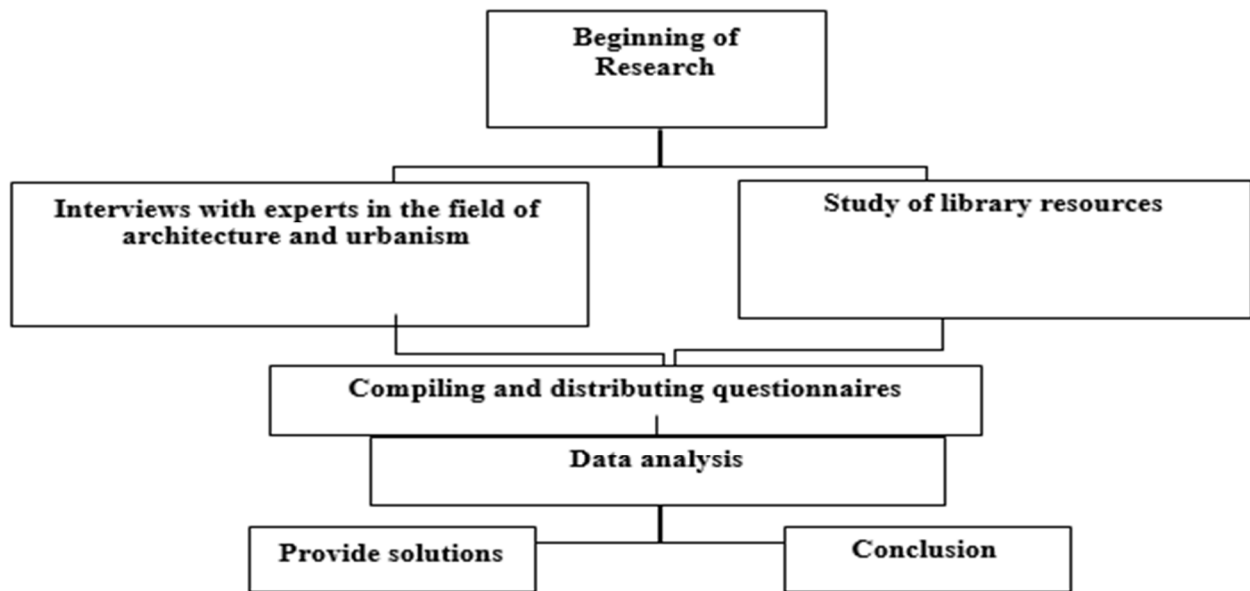 Beginning of
Research
Interviews with experts in the field of
architecture and urbanism
Study of library resources
Compiling and distributing questionnaires
Data analysis
Provide solutions
Conclusion